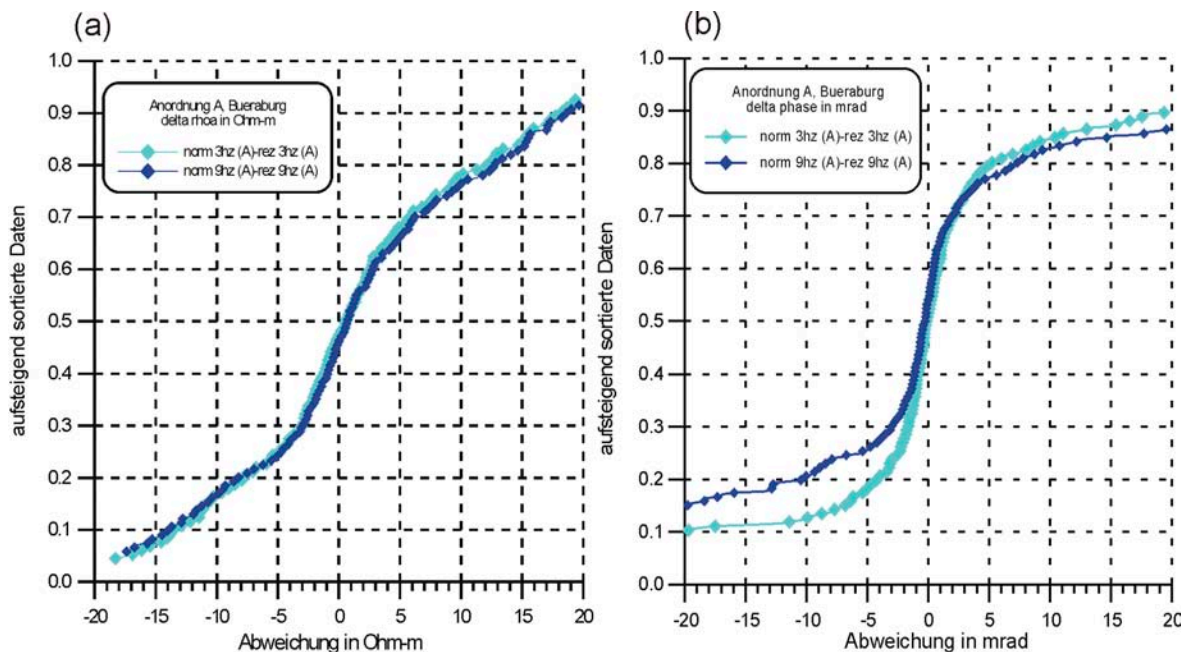 (a)
1.0
0.9
0.8
0.7
0.6
0.5
0.4
0.3
0.2
0.1
0.0
aufsteigend sortierte Daten
Anordnung A, Bueraburg
delta rhoa in Ohm-m
norm 3hz (A)-rez 3hz (A)
norm 9hz (A)-rez 9hz (A)
-20 -15 -10 -5 0 5 10 15 20
Abweichung in Ohm-m
(b)
1.0
0.9
0.8
0.7
0.6
0.5
0.4
0.3
0.2
0.1
0.0
aufsteigend sortierte Daten
Anordnung A, Bueraburg
delta phase in mrad
norm 3hz (A)-rez 3hz (A)
norm 9hz (A)-rez 9hz (A)
-20 -15 -10 -5 0 5 10 15 20
Abweichung in mrad